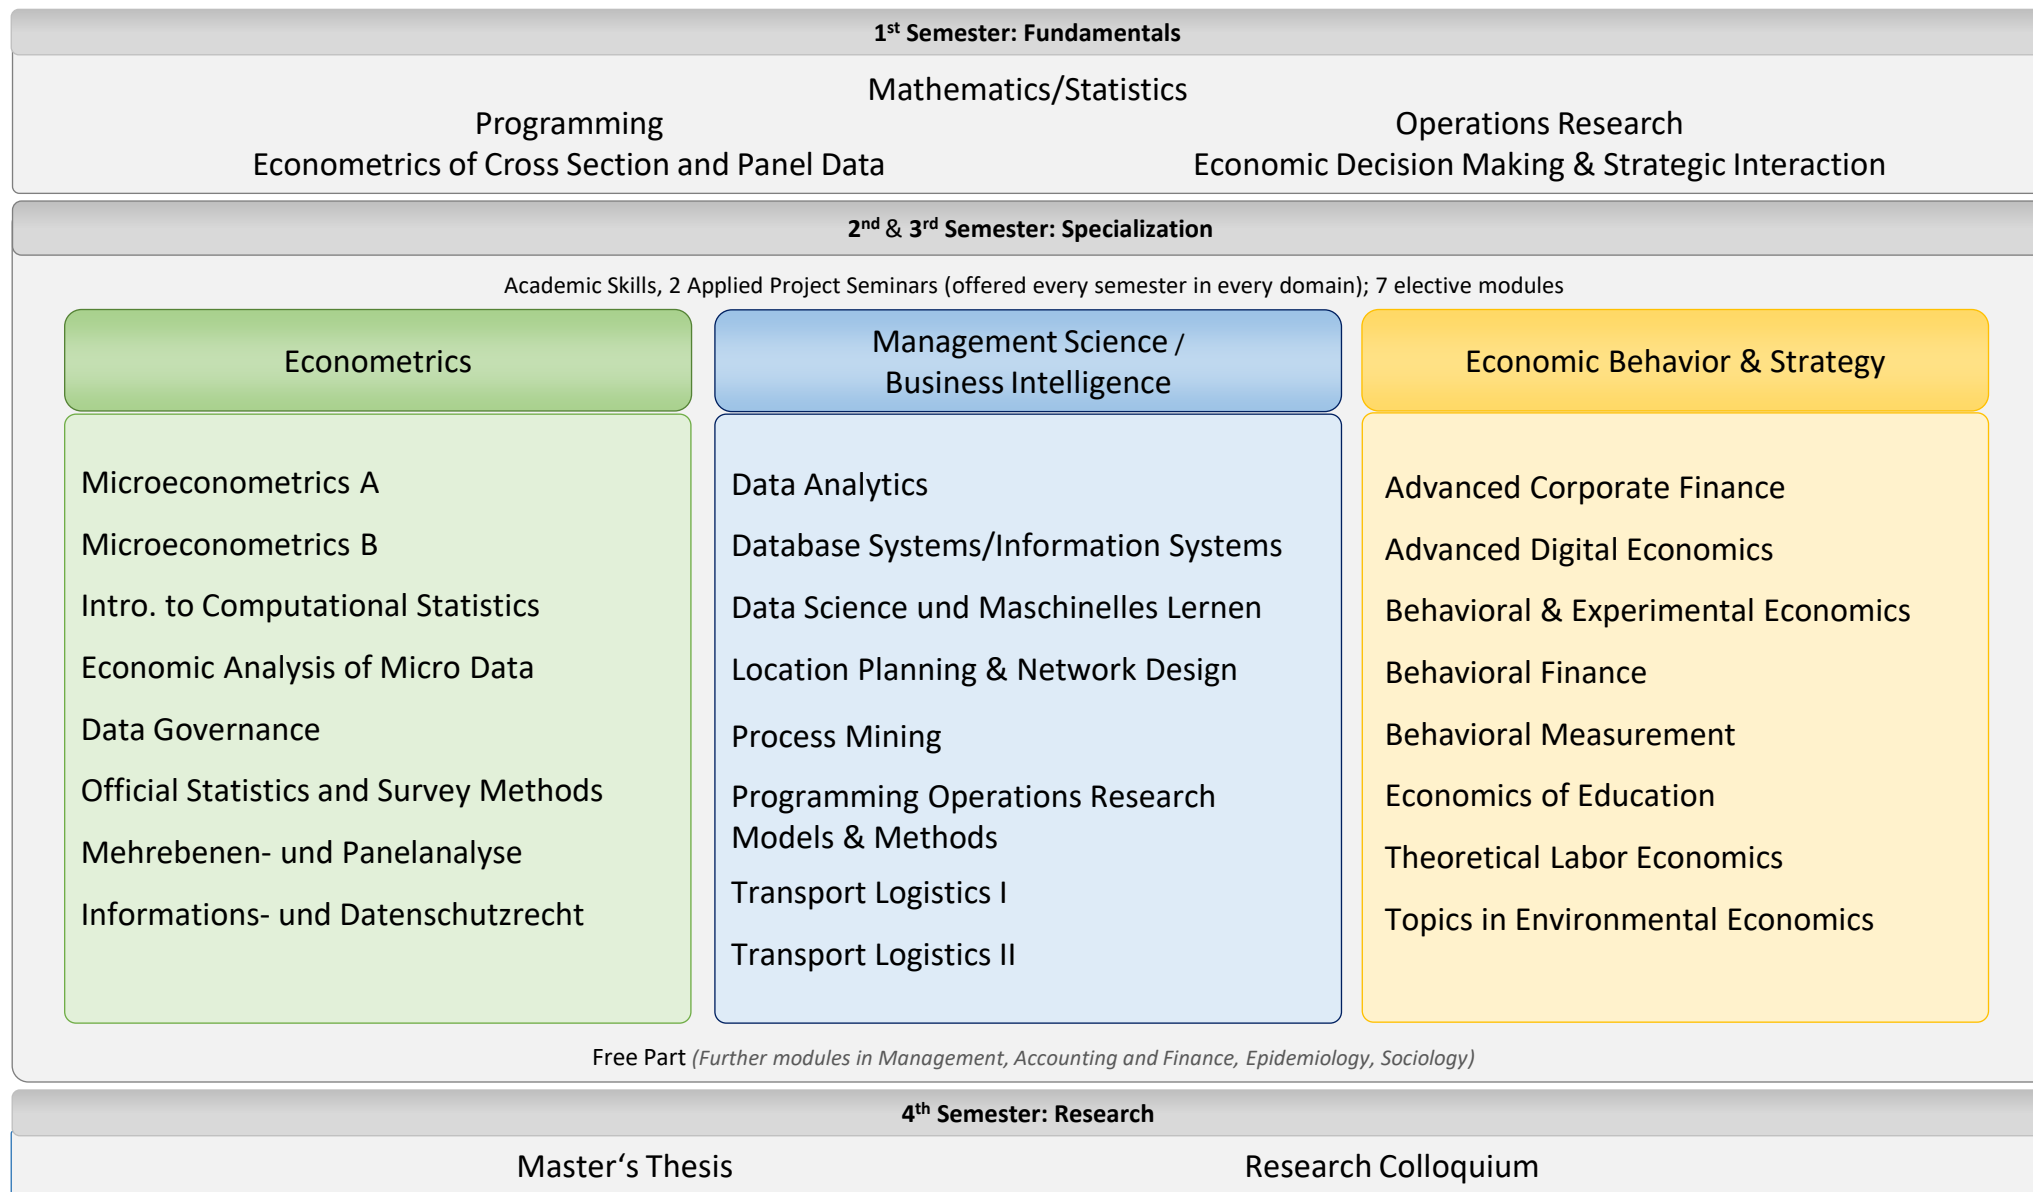 1st Semester: Fundamentals
Mathematics/Statistics
Programming
Operations Research
Econometrics of Cross Section and Panel Data
Economic Decision Making & Strategic Interaction
2nd & 3rd Semester: Specialization
Academic Skills, 2 Applied Project Seminars (offered every semester in every domain); 7 elective modules
Econometrics
Microeconometrics A
Microeconometrics B
Intro. to Computational Statistics
Economic Analysis of Micro Data
Data Governance
Official Statistics and Survey Methods
Mehrebenen- und Panelanalyse
Informations- und Datenschutzrecht
Management Science /
Business Intelligence
Data Analytics
Database Systems/Information Systems
Data Science und Maschinelles Lernen
Location Planning & Network Design
Process Mining
Programming Operations Research
Models & Methods
Transport Logistics I
Transport Logistics II
Economic Behavior & Strategy
Advanced Corporate Finance
Advanced Digital Economics
Behavioral & Experimental Economics
Behavioral Finance
Behavioral Measurement
Economics of Education
Theoretical Labor Economics
Topics in Environmental Economics
Free Part (Further modules in Management, Accounting and Finance, Epidemiology, Sociology)
4th Semester: Research
Master‘s Thesis
Research Colloquium